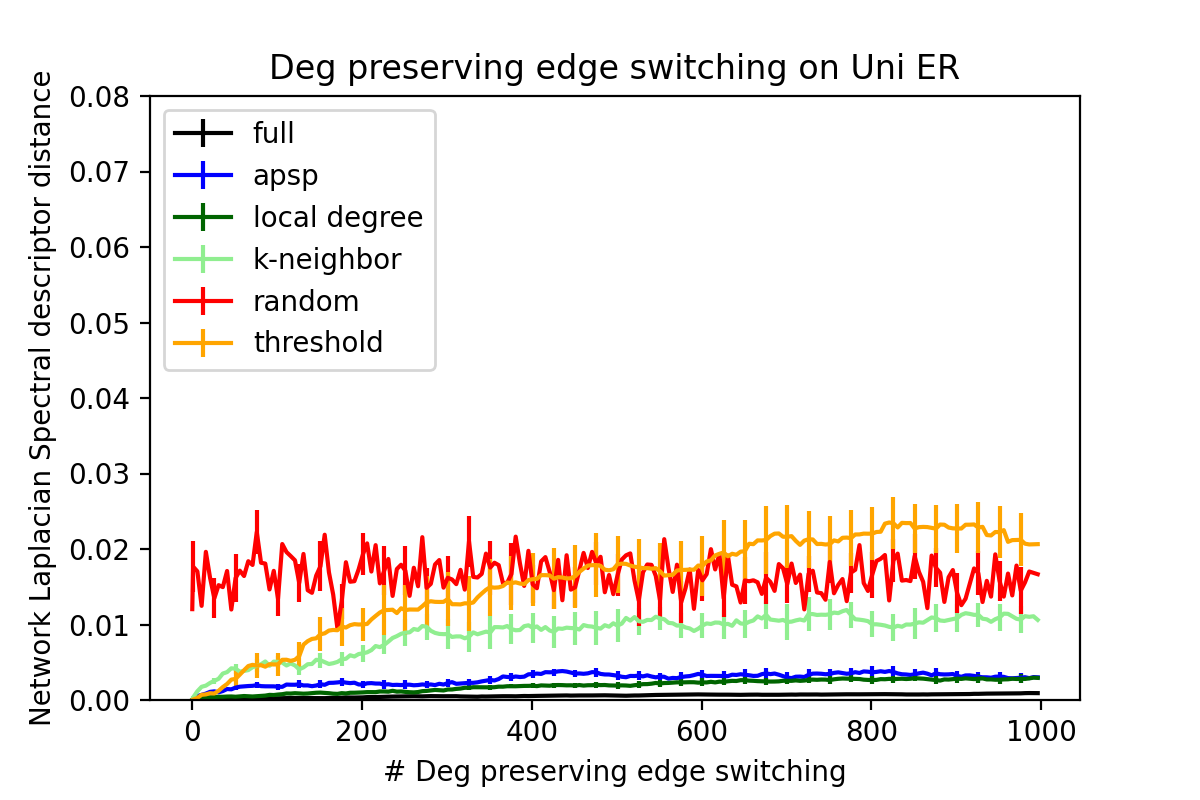 Deg preserving edge switching on Uni ER
Network Laplacian Spectral descriptor distance
0.08
0.07
0.06
0.05
0.04
0.03
0.02
0.01
0.00
full
apsp
local degree
k-neighbor
random
threshold
0 200 400 600 800 1000
# Deg preserving edge switching